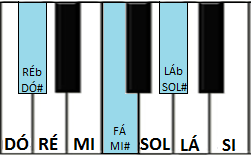 RÉb
DÓ#
LÁb
SOL#
FÁ
MI#
DÓ RÉ MI SOL LÁ SI